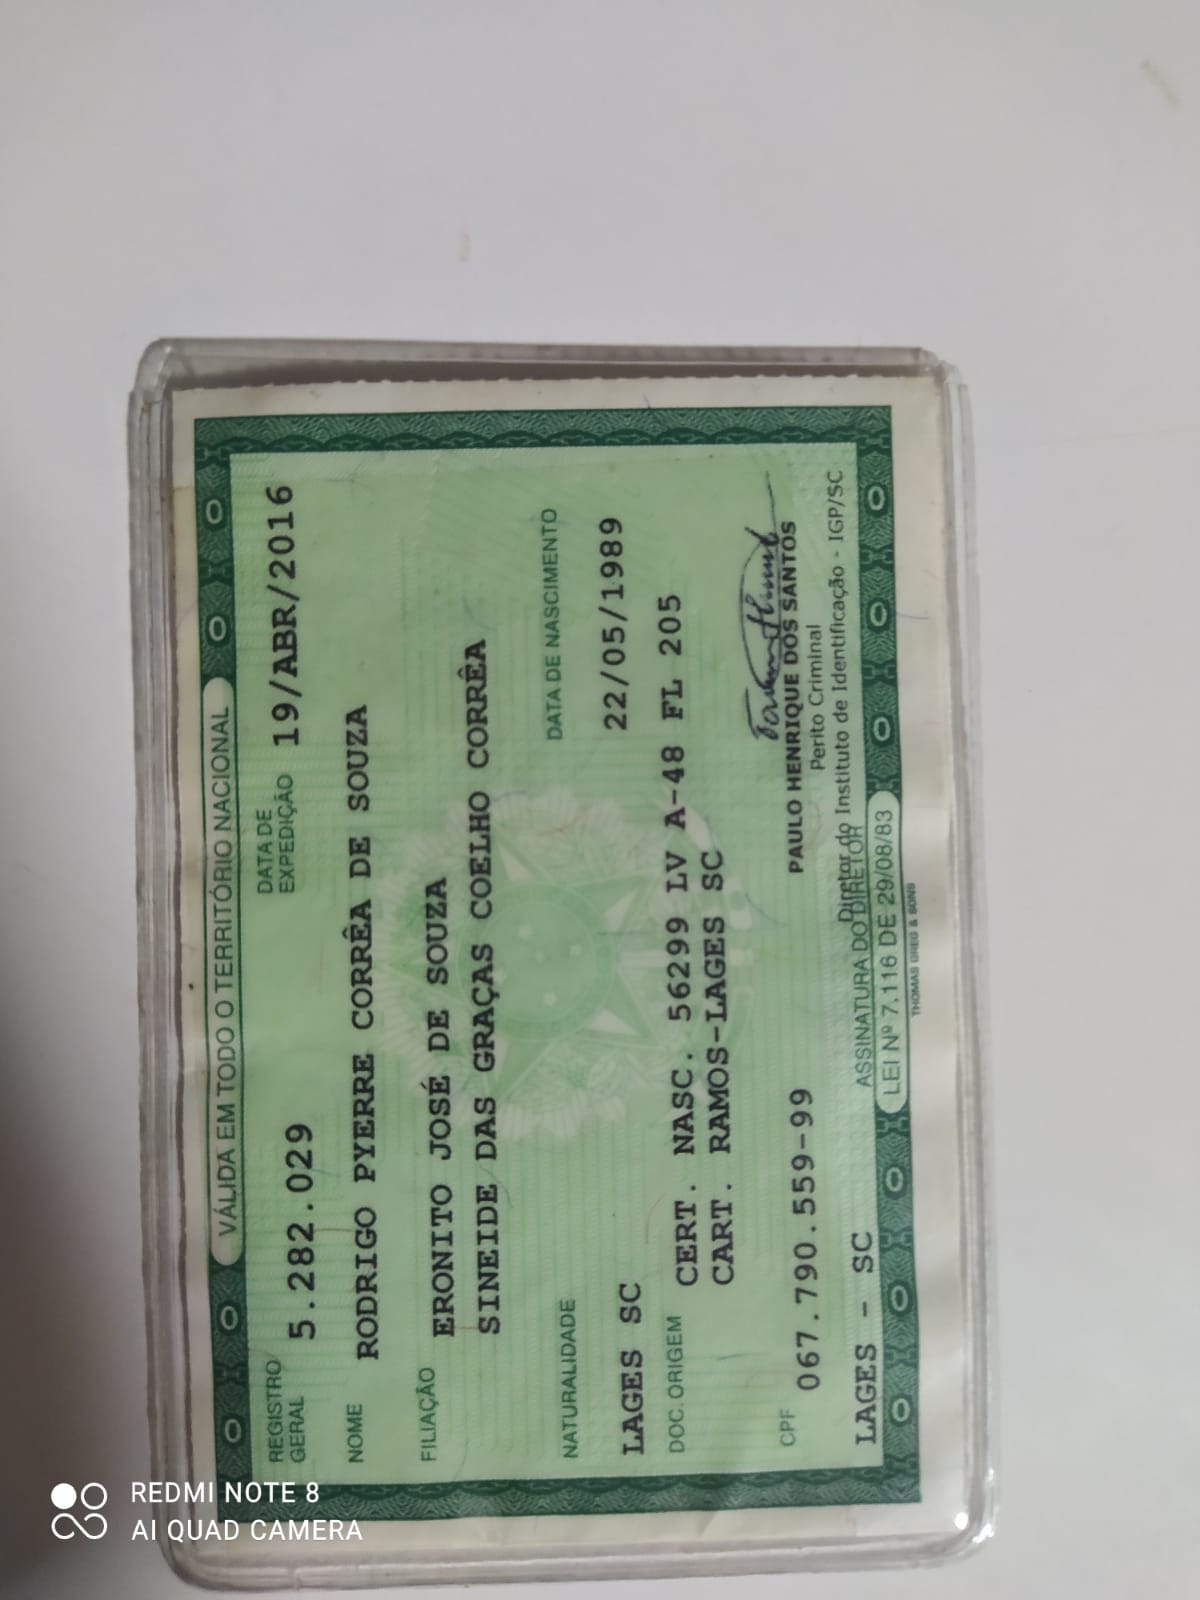 VÁLIDA EM TODO O TERRITÓRIO NACIONAL
REGISTRO GERAL 5.282.029 DATA DE EXPEDIÇÃO 19/ABR/2016
NOME RODRIGO PYERRE CORRÊA DE SOUZA
FILIAÇÃO ERONITO JOSÉ DE SOUZA
SINEIDE DAS GRAÇAS COELHO CORRÊA
NATURALIDADE DATA DE NASCIMENTO
LAGES SC 22/05/1989
DOC. ORIGEM CERT. NASC. 56299 LV A-48 FL 205
CART. RAMOS-LAGES SC
CPF 067.790.559-99
PAULO HENRIQUE DOS SANTOS
Perito Criminal
Diretor do Instituto de Identificação - IGP/SC
LAGES - SC ASSINATURA DO DIRETOR
LEI Nº 7.116 DE 29/08/83
THOMAS GREG & SONS
REDMI NOTE 8
AI QUAD CAMERA